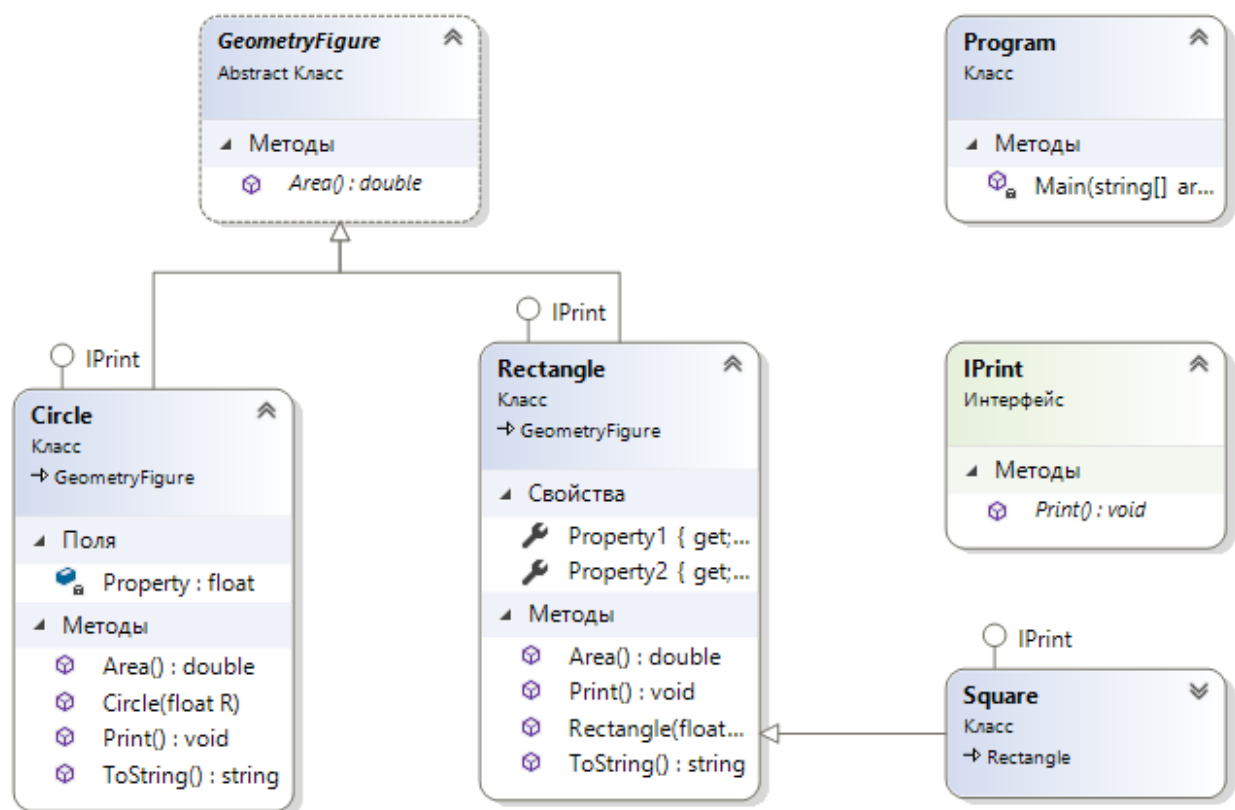 GeometryFigure
Abstract Класс
Методы
Area() : double
Program
Класс
Методы
Main(string[] ar...
IPrint
Circle
Класс
GeometryFigure
Поля
Property : float
Методы
Area() : double
Circle(float R)
Print() : void
ToString() : string
IPrint
Rectangle
Класс
GeometryFigure
Свойства
Property1 { get;...
Property2 { get;...
Методы
Area() : double
Print() : void
Rectangle(float...
ToString() : string
IPrint
Интерфейс
Методы
Print() : void
IPrint
Square
Класс
Rectangle